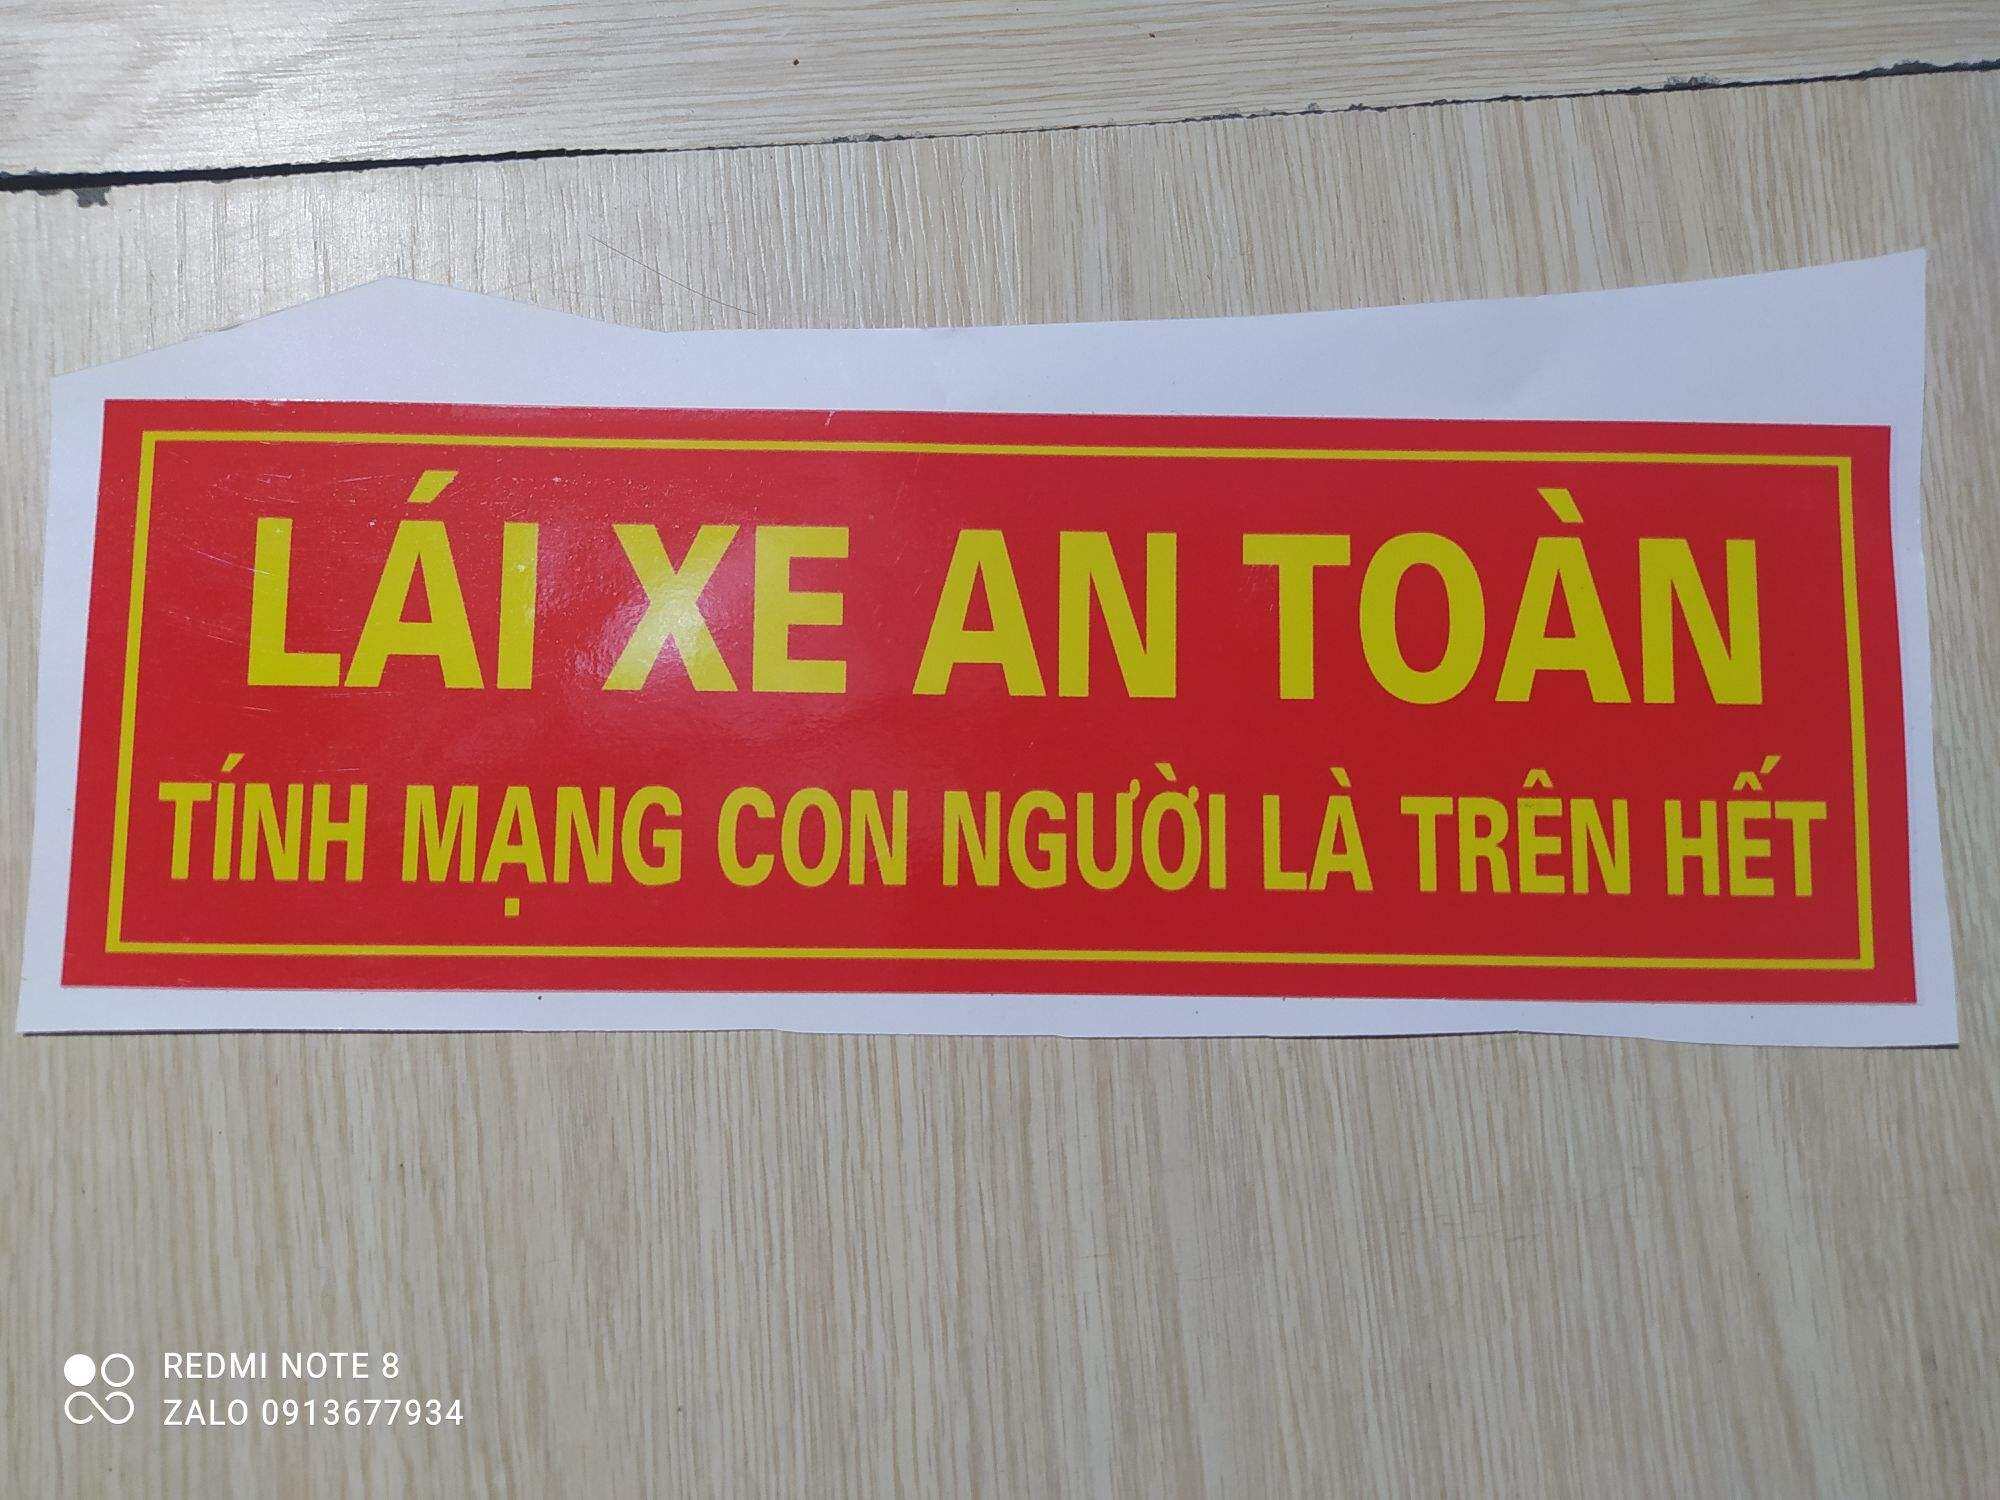 LÁI XE AN TOÀN
TÍNH MẠNG CON NGƯỜI LÀ TRÊN HẾT
REDMI NOTE 8
ZALO 0913677934